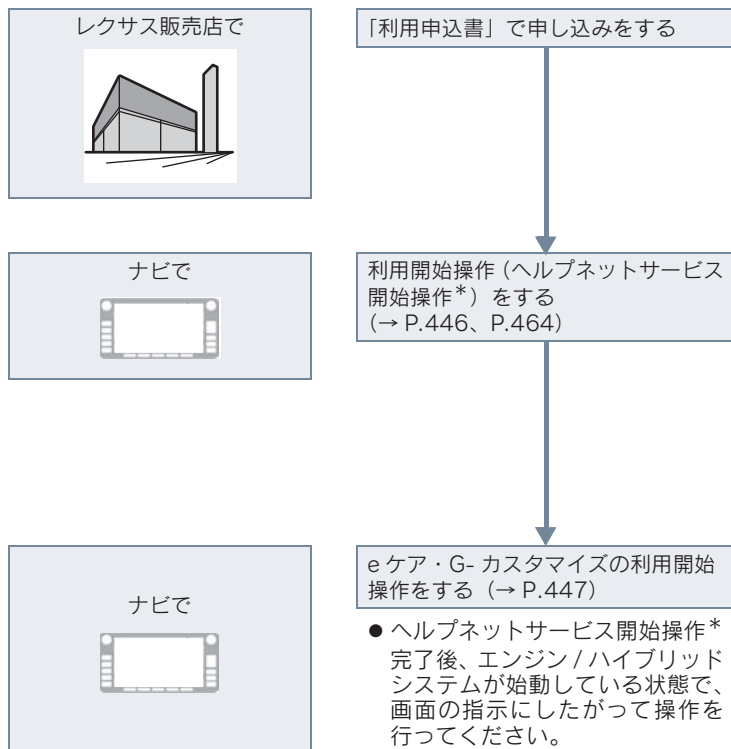 レクサス販売店で
「利用申込書」で申し込みをする
ナビで
利用開始操作（ヘルプネットサービス
開始操作*）をする
（→ P.446、P.464）
ナビで
e ケア・G- カスタマイズの利用開始
操作をする（→ P.447）
● ヘルプネットサービス開始操作*
完了後、エンジン / ハイブリッド
システムが始動している状態で、
画面の指示にしたがって操作を
行ってください。